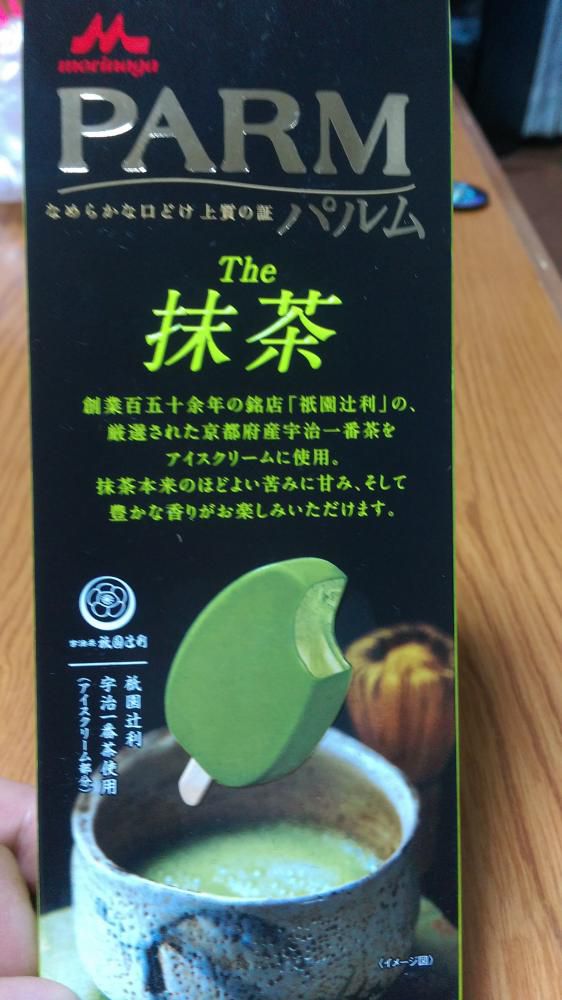 morinaga
PARM
なめらかな口どけ 上質の証 パルム
The
抹茶
創業百五十余年の銘店「祇園辻利」の、
厳選された京都府産宇治一番茶を
アイスクリームに使用。
抹茶本来のほどよい苦みに甘み、そして
豊かな香りがお楽しみいただけます。
祇園辻利
祇園辻利
宇治一番茶使用
(アイスクリーム部分)
(イメージ図)